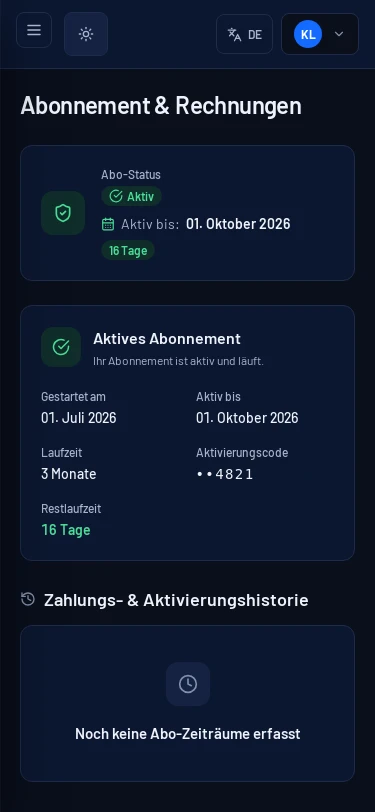 DE
KL
Abonnement & Rechnungen
Abo-Status
Aktiv
Aktiv bis: 01. Oktober 2026
16 Tage
Aktives Abonnement
Ihr Abonnement ist aktiv und läuft.
Gestartet am
01. Juli 2026
Aktiv bis
01. Oktober 2026
Laufzeit
3 Monate
Aktivierungscode
••4821
Restlaufzeit
16 Tage
Zahlungs- & Aktivierungshistorie
Noch keine Abo-Zeiträume erfasst